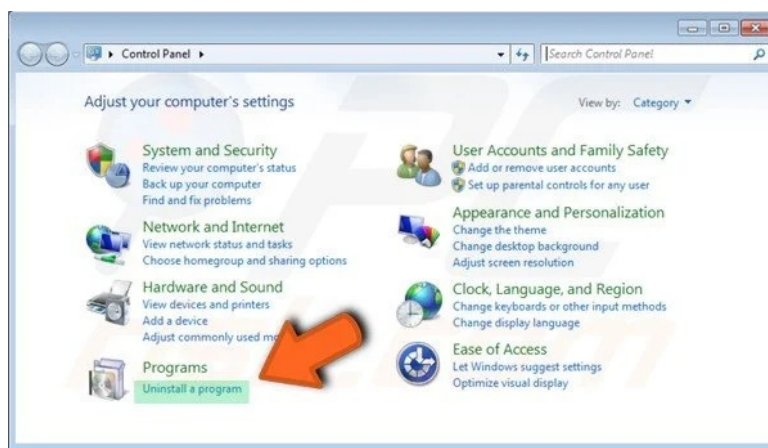 Control Panel
Search Control Panel
Adjust your computer's settings
View by: Category
System and Security
Review your computer's status
Back up your computer
Find and fix problems
Network and Internet
View network status and tasks
Choose homegroup and sharing options
Hardware and Sound
View devices and printers
Add a device
Adjust commonly used
Programs
Uninstall a program
User Accounts and Family Safety
Add or remove user accounts
Set up parental controls for any user
Appearance and Personalization
Change the theme
Change desktop background
Adjust screen resolution
Clock, Language, and Region
Change keyboards or other input methods
Change display language
Ease of Access
Let Windows suggest settings
Optimize visual display